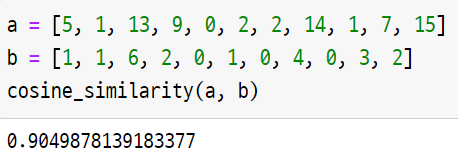 a = [5, 1, 13, 9, 0, 2, 2, 14, 1, 7, 15]
b = [1, 1, 6, 2, 0, 1, 0, 4, 0, 3, 2]
cosine_similarity(a, b)
0.9049878139183377